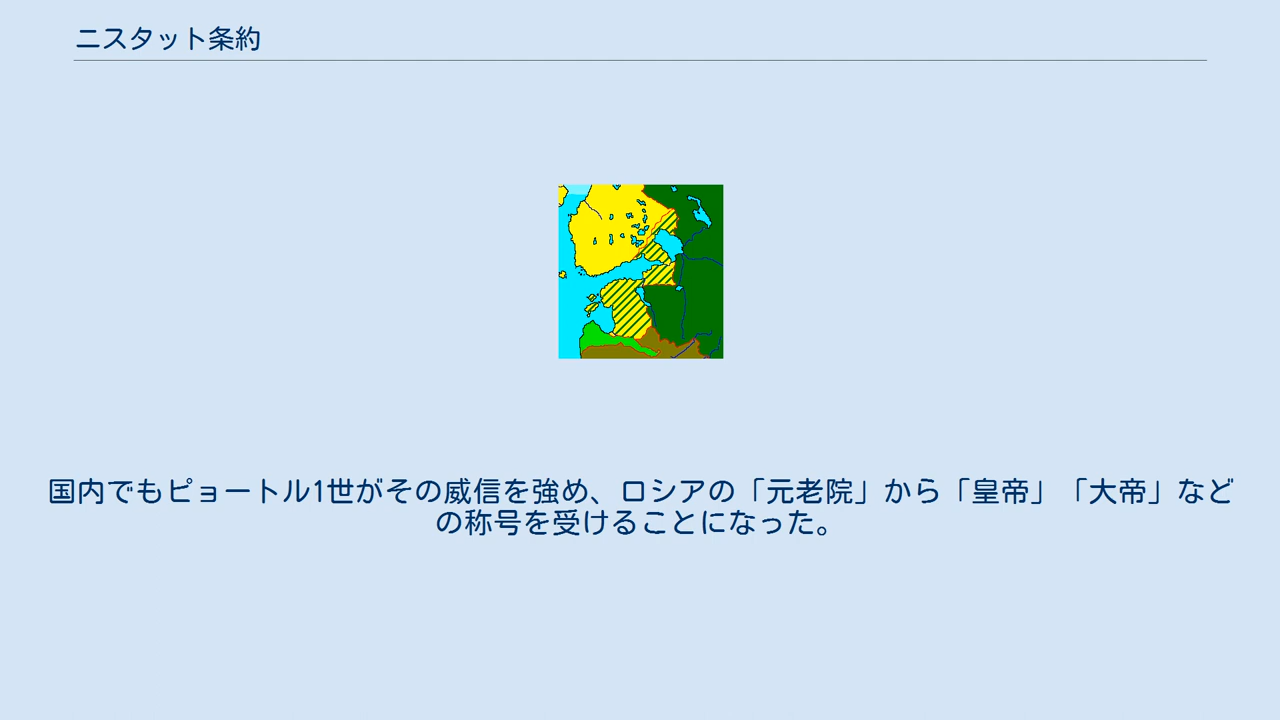 ニスタット条約
国内でもピョートル1世がその威信を強め、ロシアの「元老院」から「皇帝」「大帝」など
の称号を受けることになった。